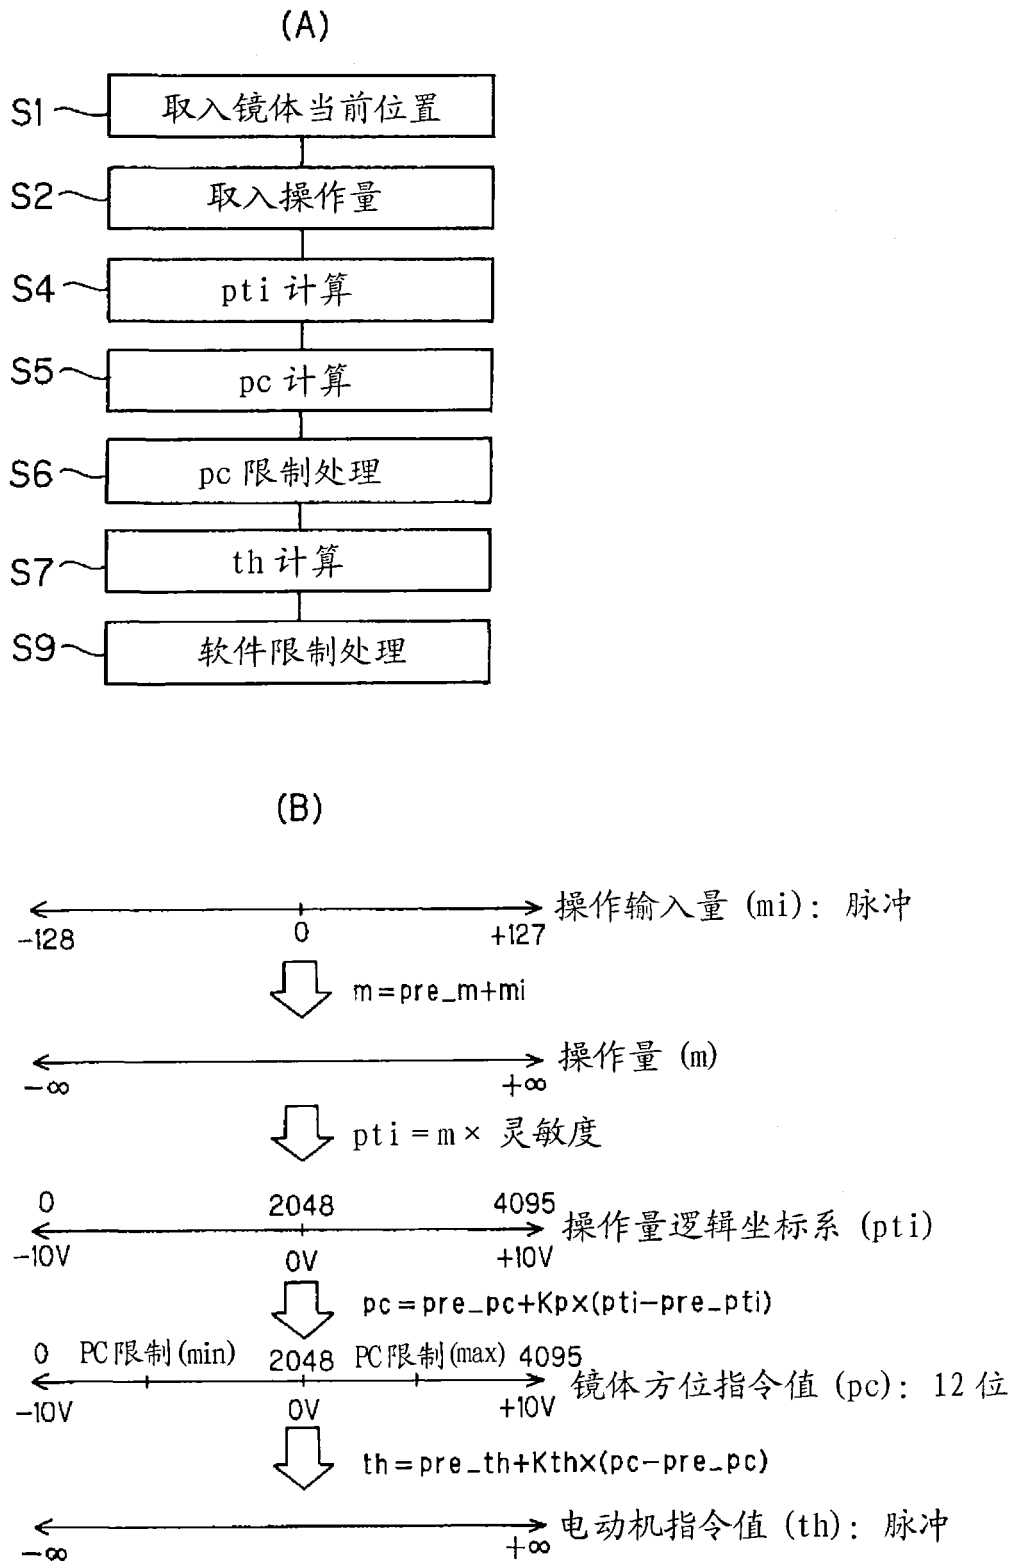 (A)
S1 取入镜体当前位置
S2 取入操作量
S4 pti 计算
S5 pc 计算
S6 pc 限制处理
S7 th 计算
S9 软件限制处理
(B)
操作输入量 (mi): 脉冲
-128 0 +127
m=pre_m+mi
操作量 (m)
-∞ +∞
pti=m× 灵敏度
0 2048 4095
操作量逻辑坐标系 (pti)
-10V 0V +10V
pc=pre_pc+Kp×(pti-pre_pti)
0 PC限制(min) 2048 PC限制(max) 4095
镜体方位指令值 (pc): 12 位
-10V 0V +10V
th=pre_th+Kth×(pc-pre_pc)
电动机指令值 (th): 脉冲
-∞ +∞